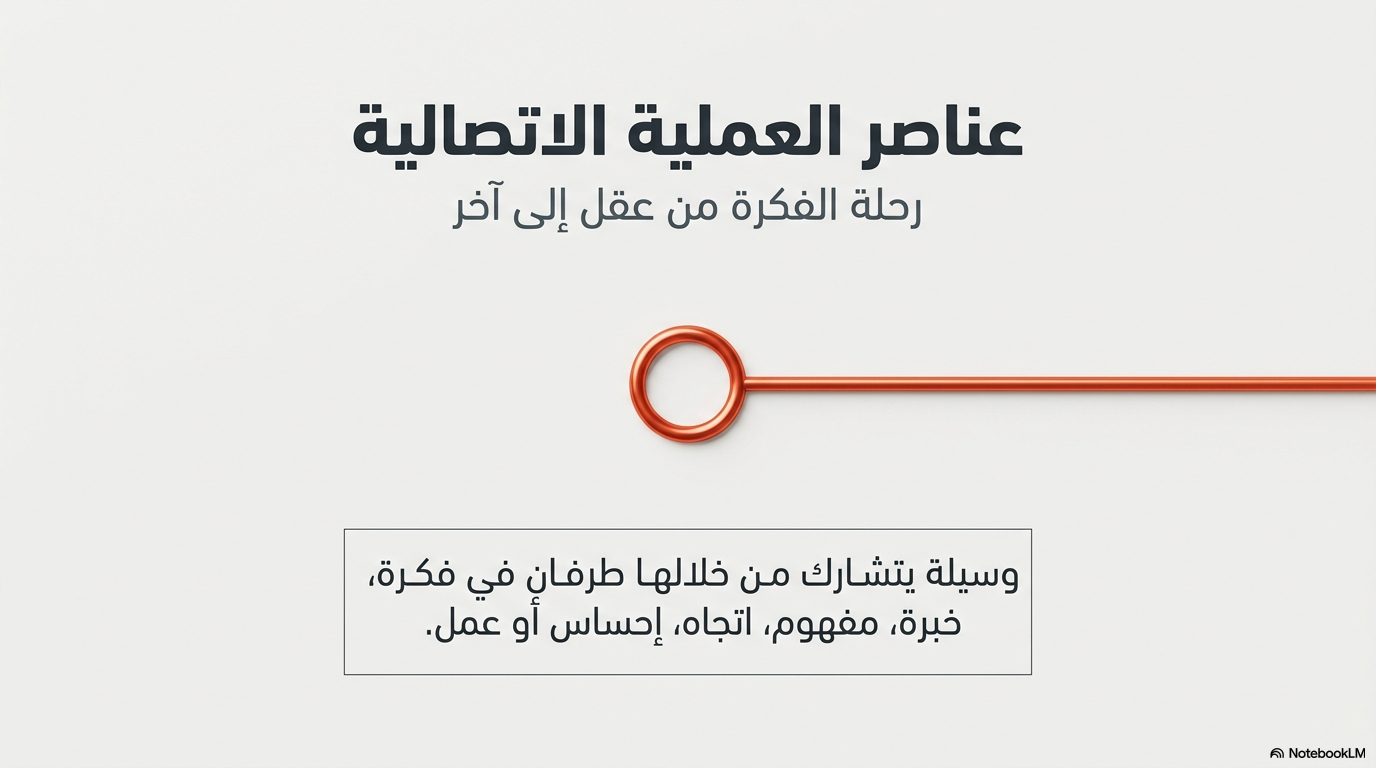 عناصر العملية الاتصالية
رحلة الفكرة من عقل إلى آخر
وسيلة يتشارك من خلالها طرفان في فكرة،
خبرة، مفهوم، اتجاه، إحساس أو عمل.
NotebookLM